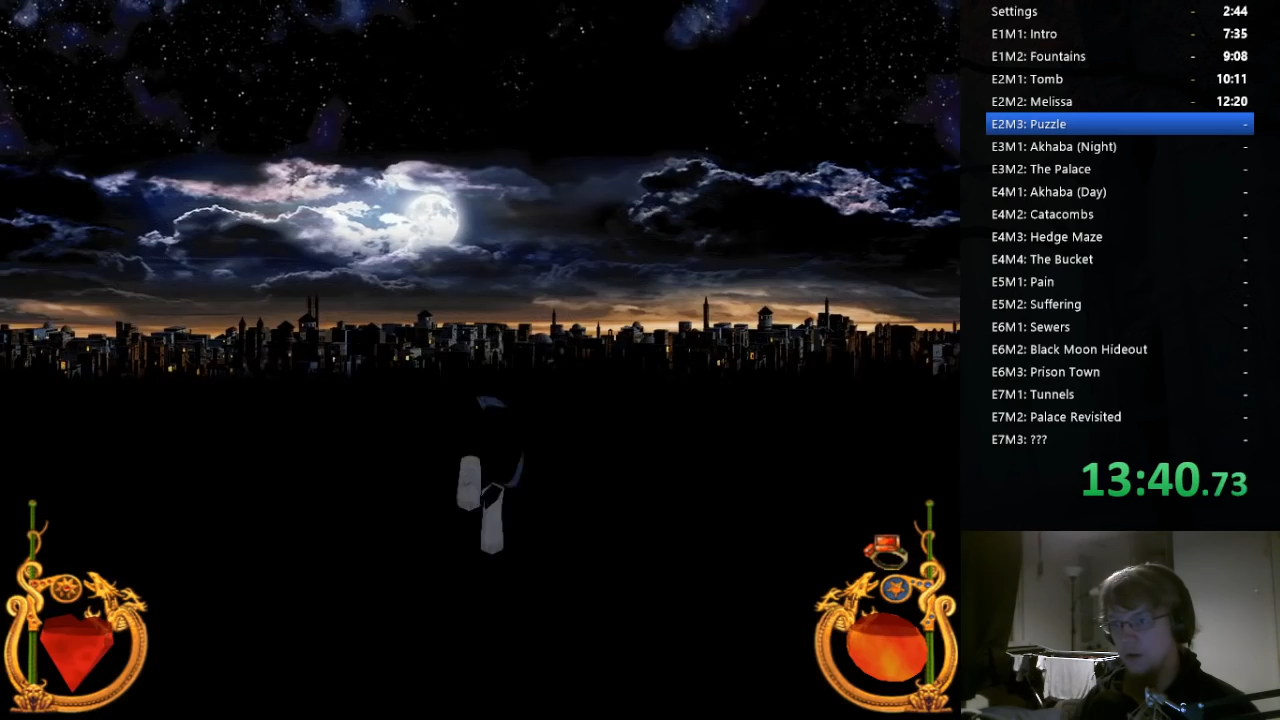 Settings - 2:44
E1M1: Intro - 7:35
E1M2: Fountains - 9:08
E2M1: Tomb - 10:11
E2M2: Melissa - 12:20
E2M3: Puzzle -
E3M1: Akhaba (Night) -
E3M2: The Palace -
E4M1: Akhaba (Day) -
E4M2: Catacombs -
E4M3: Hedge Maze -
E4M4: The Bucket -
E5M1: Pain -
E5M2: Suffering -
E6M1: Sewers -
E6M2: Black Moon Hideout -
E6M3: Prison Town -
E7M1: Tunnels -
E7M2: Palace Revisited -
E7M3: ??? -
13:40.73